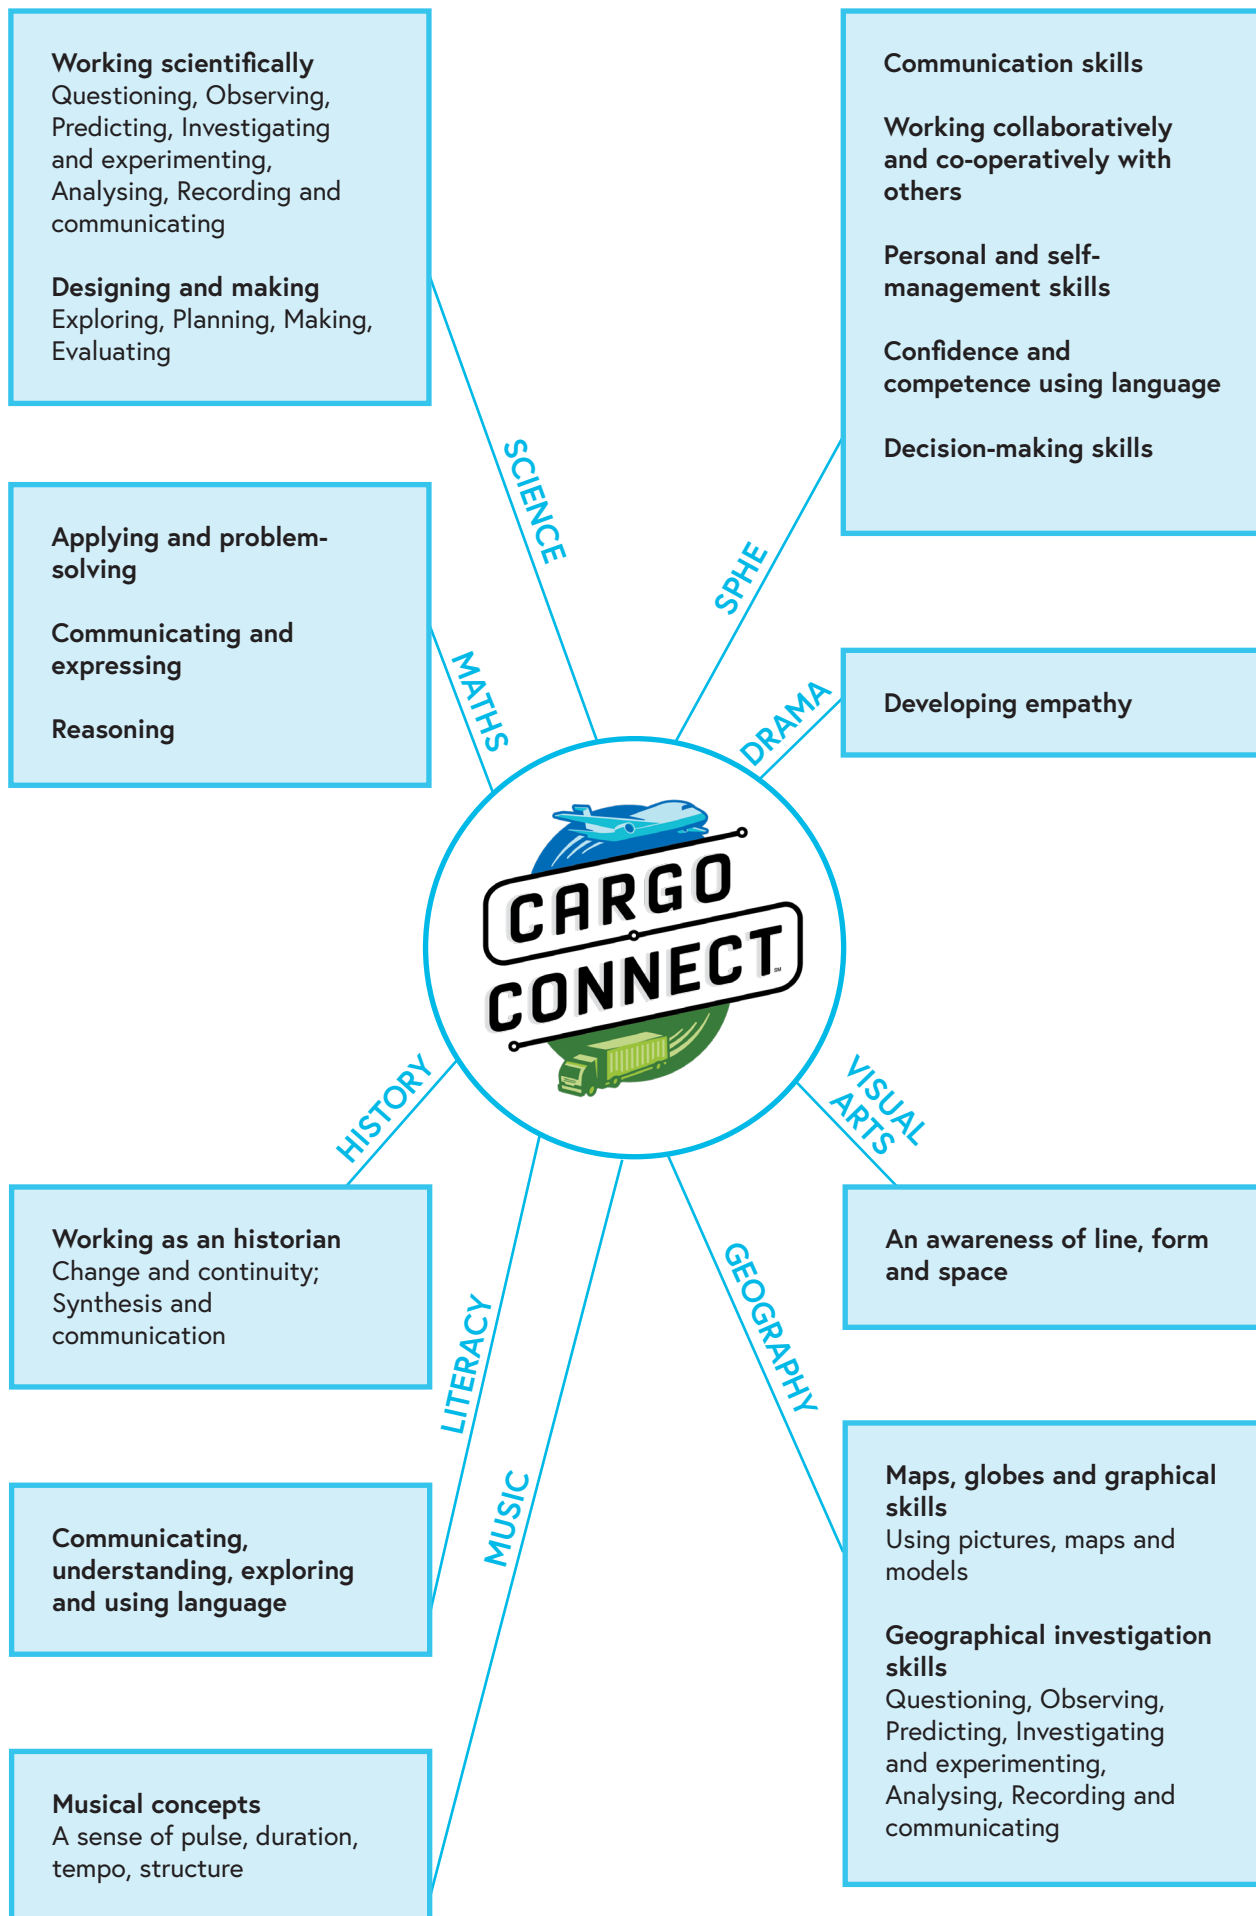 Working scientifically
Questioning, Observing,
Predicting, Investigating
and experimenting,
Analysing, Recording and
communicating
Designing and making
Exploring, Planning, Making,
Evaluating
Communication skills
Working collaboratively
and co-operatively with
others
Personal and self-
management skills
Confidence and
competence using language
Decision-making skills
SCIENCE
SPHE
Applying and problem-
solving
Communicating and
expressing
Reasoning
MATHS
DRAMA
Developing empathy
CARGO
CONNECT
SM
HISTORY
VISUAL
ARTS
Working as an historian
Change and continuity;
Synthesis and
communication
LITERACY
GEOGRAPHY
An awareness of line, form
and space
Communicating,
understanding, exploring
and using language
MUSIC
Maps, globes and graphical
skills
Using pictures, maps and
models
Geographical investigation
skills
Questioning, Observing,
Predicting, Investigating
and experimenting,
Analysing, Recording and
communicating
Musical concepts
A sense of pulse, duration,
tempo, structure